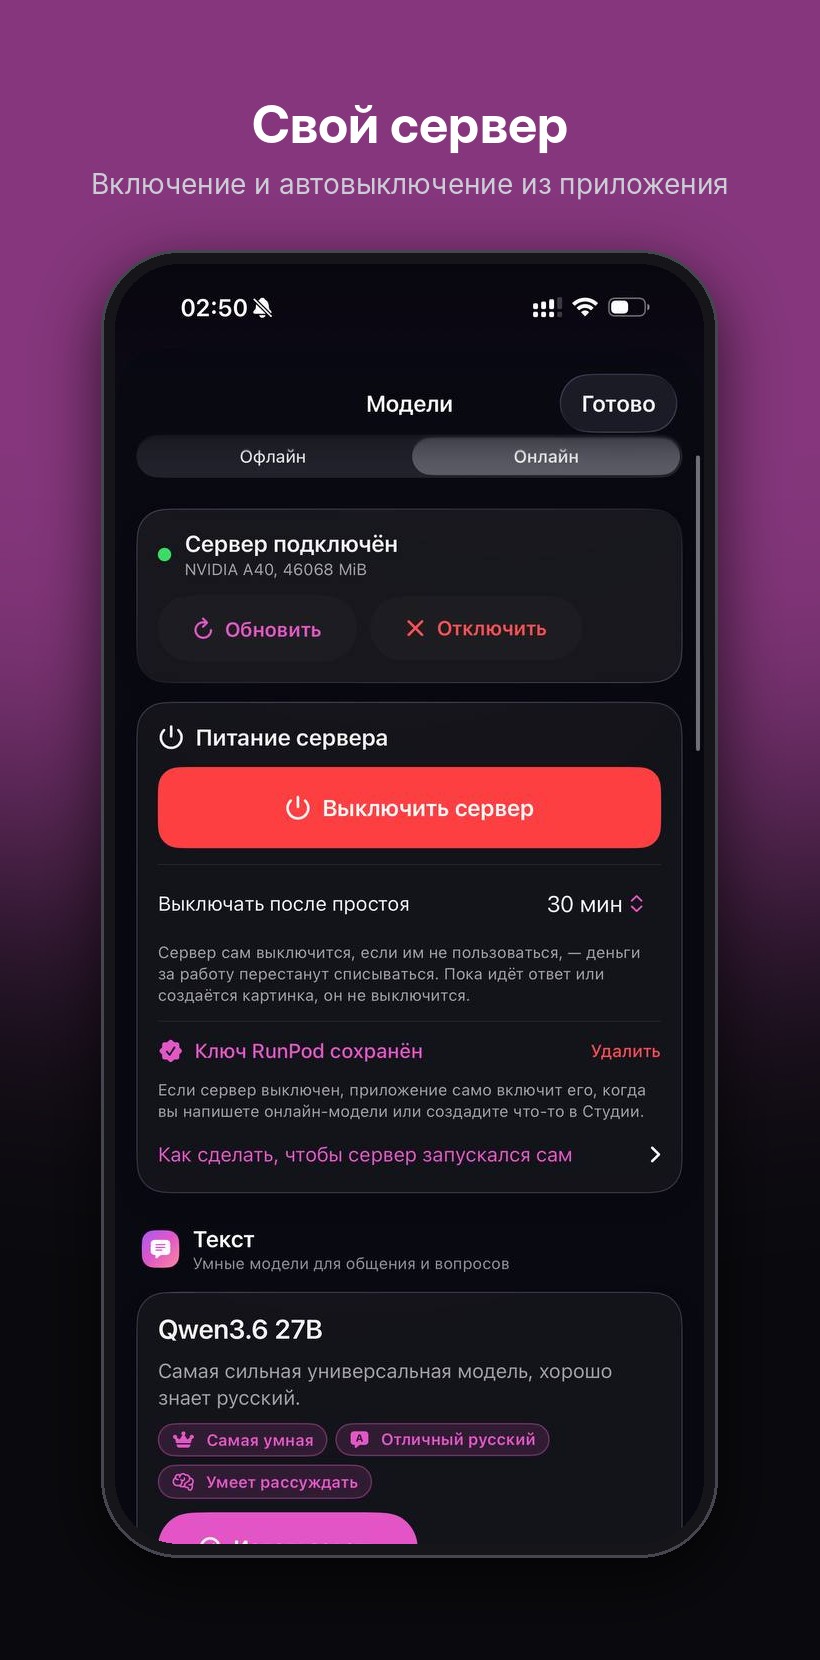 Свой сервер
Включение и автовыключение из приложения
02:50
Модели
Готово
Офлайн
Онлайн
Сервер подключён
NVIDIA A40, 46068 MiB
Обновить
Отключить
Питание сервера
Выключить сервер
Выключать после простоя
30 мин
Сервер сам выключится, если им не пользоваться, — деньги
за работу перестанут списываться. Пока идёт ответ или
создаётся картинка, он не выключится.
Ключ RunPod сохранён
Удалить
Если сервер выключен, приложение само включит его, когда
вы напишете онлайн-модели или создадите что-то в Студии.
Как сделать, чтобы сервер запускался сам
Текст
Умные модели для общения и вопросов
Qwen3.6 27B
Самая сильная универсальная модель, хорошо
знает русский.
Самая умная
Отличный русский
Умеет рассуждать